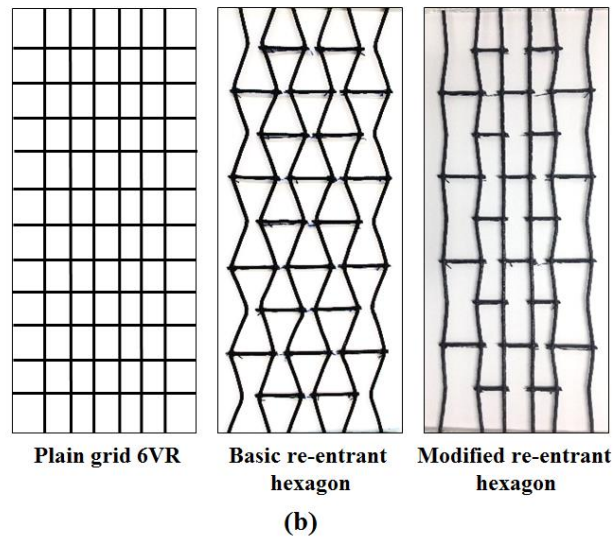 Plain grid 6VR
Basic re-entrant
hexagon
Modified re-entrant
hexagon
(b)